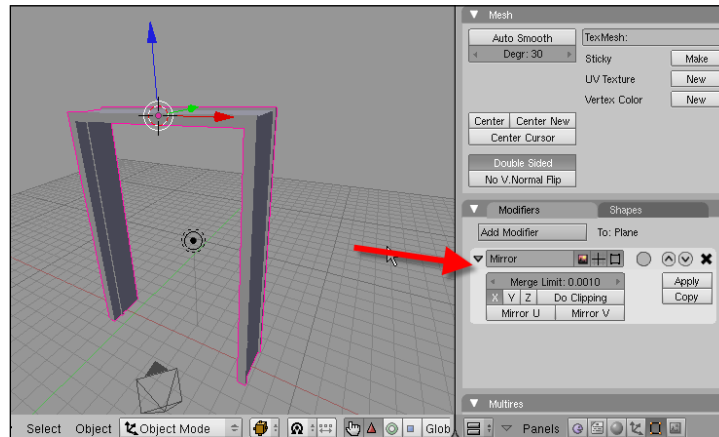 Mesh
Auto Smooth
Degr: 30
TexMesh:
Sticky
Make
UV Texture
New
Vertex Color
New
Center
Center New
Center Cursor
Double Sided
No V.Normal Flip
Modifiers
Shapes
Add Modifier
To: Plane
Mirror
Merge Limit: 0.0010
Apply
X
Y
Z
Do Clipping
Copy
Mirror U
Mirror V
Multires
Select
Object
Object Mode
Glob
Panels